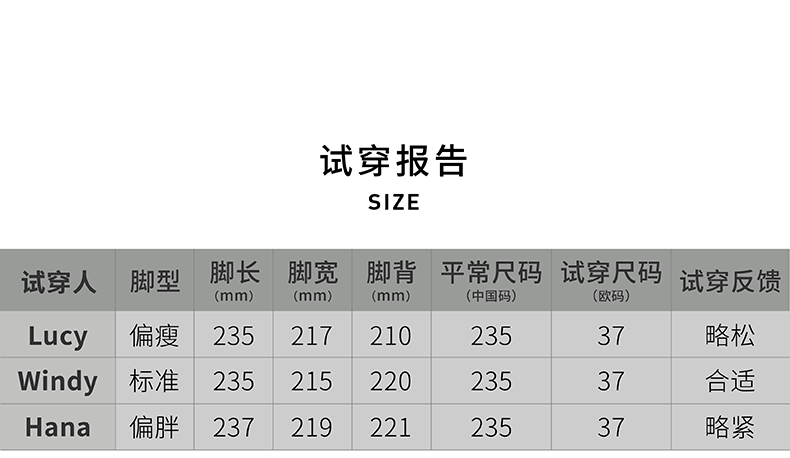 试穿报告
SIZE
试穿人 脚型 脚长 (mm) 脚宽 (mm) 脚背 (mm) 平常尺码 (中国码) 试穿尺码 (欧码) 试穿反馈
Lucy 偏瘦 235 217 210 235 37 略松
Windy 标准 235 215 220 235 37 合适
Hana 偏胖 237 219 221 235 37 略紧